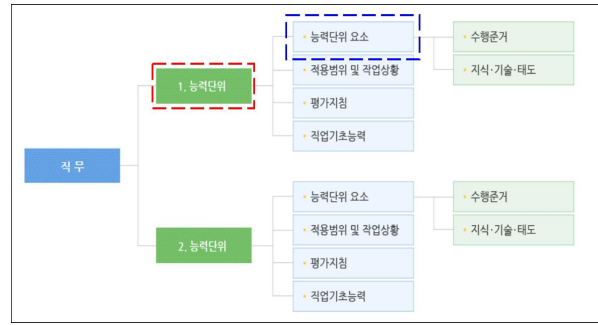 직 무
1. 능력단위
능력단위 요소
수행준거
지식·기술·태도
적용범위 및 작업상황
평가지침
직업기초능력
2. 능력단위
능력단위 요소
수행준거
지식·기술·태도
적용범위 및 작업상황
평가지침
직업기초능력